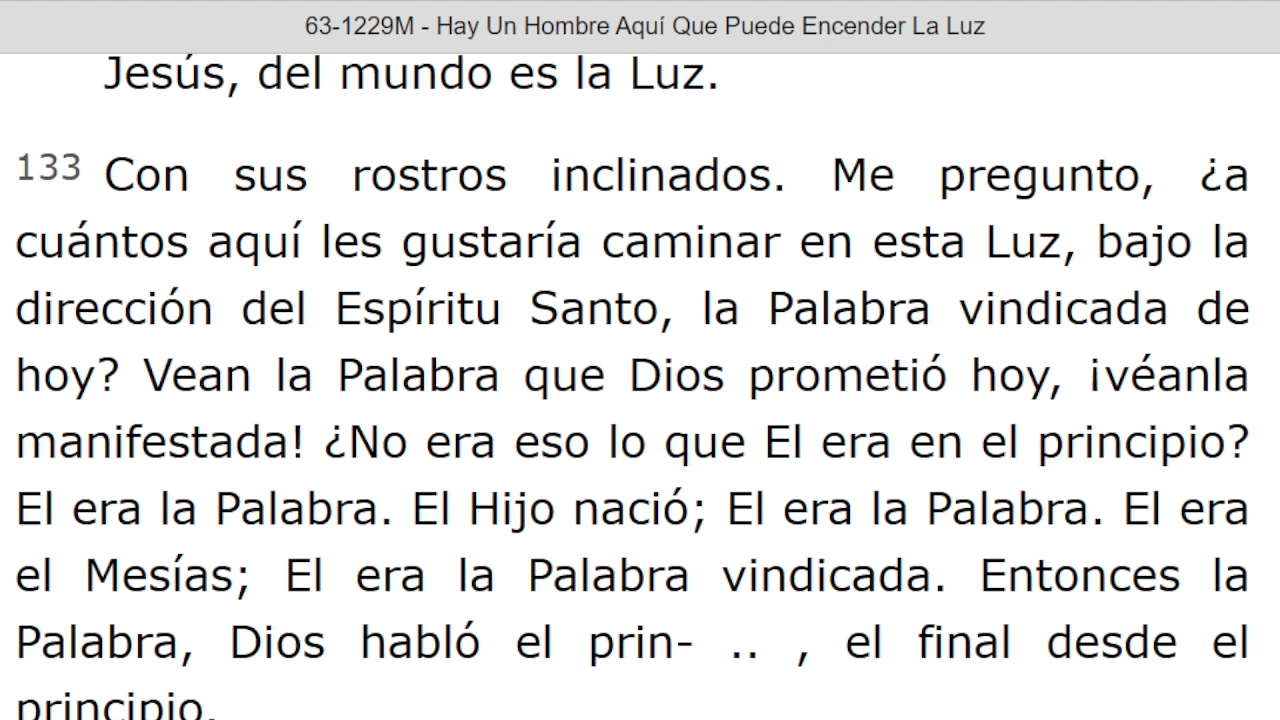 63-1229M - Hay Un Hombre Aquí Que Puede Encender La Luz
Jesús, del mundo es la Luz.
133 Con sus rostros inclinados. Me pregunto, ¿a
cuántos aquí les gustaría caminar en esta Luz, bajo la
dirección del Espíritu Santo, la Palabra vindicada de
hoy? Vean la Palabra que Dios prometió hoy, ¡véanla
manifestada! ¿No era eso lo que El era en el principio?
El era la Palabra. El Hijo nació; El era la Palabra. El era
el Mesías; El era la Palabra vindicada. Entonces la
Palabra, Dios habló el prin- .. , el final desde el
principio.